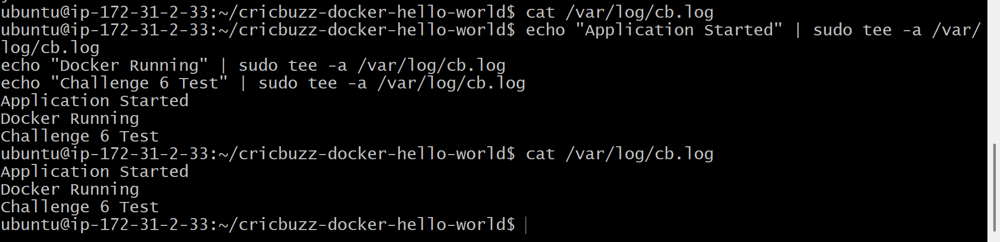 ubuntu@ip-172-31-2-33:~/cricbuzz-docker-hello-world$ cat /var/log/cb.log
ubuntu@ip-172-31-2-33:~/cricbuzz-docker-hello-world$ echo "Application Started" | sudo tee -a /var/
log/cb.log
echo "Docker Running" | sudo tee -a /var/log/cb.log
echo "Challenge 6 Test" | sudo tee -a /var/log/cb.log
Application Started
Docker Running
Challenge 6 Test
ubuntu@ip-172-31-2-33:~/cricbuzz-docker-hello-world$ cat /var/log/cb.log
Application Started
Docker Running
Challenge 6 Test
ubuntu@ip-172-31-2-33:~/cricbuzz-docker-hello-world$